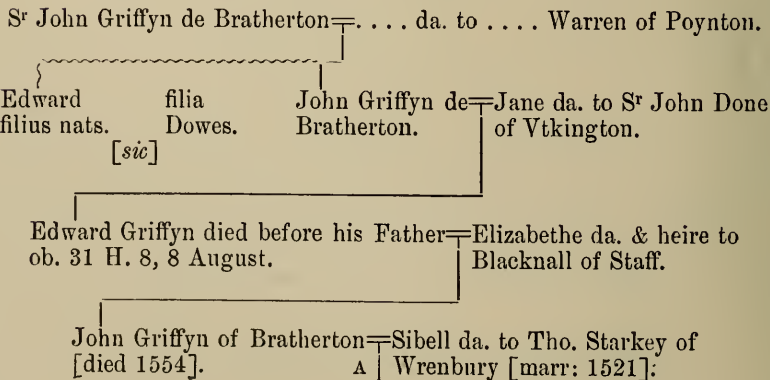 Sr John Griffyn de Bratherton=. . . . da. to . . . . Warren of Poynton.
Edward filia John Griffyn de=Jane da. to Sr John Done
filius nats. Dowes. Bratherton. of Vtkington.
[sic]
Edward Griffyn died before his Father=Elizabethe da. & heire to
ob. 31 H. 8, 8 August. Blacknall of Staff.
John Griffyn of Bratherton=Sibell da. to Tho. Starkey of
[died 1554]. A Wrenbury [marr: 1521]: